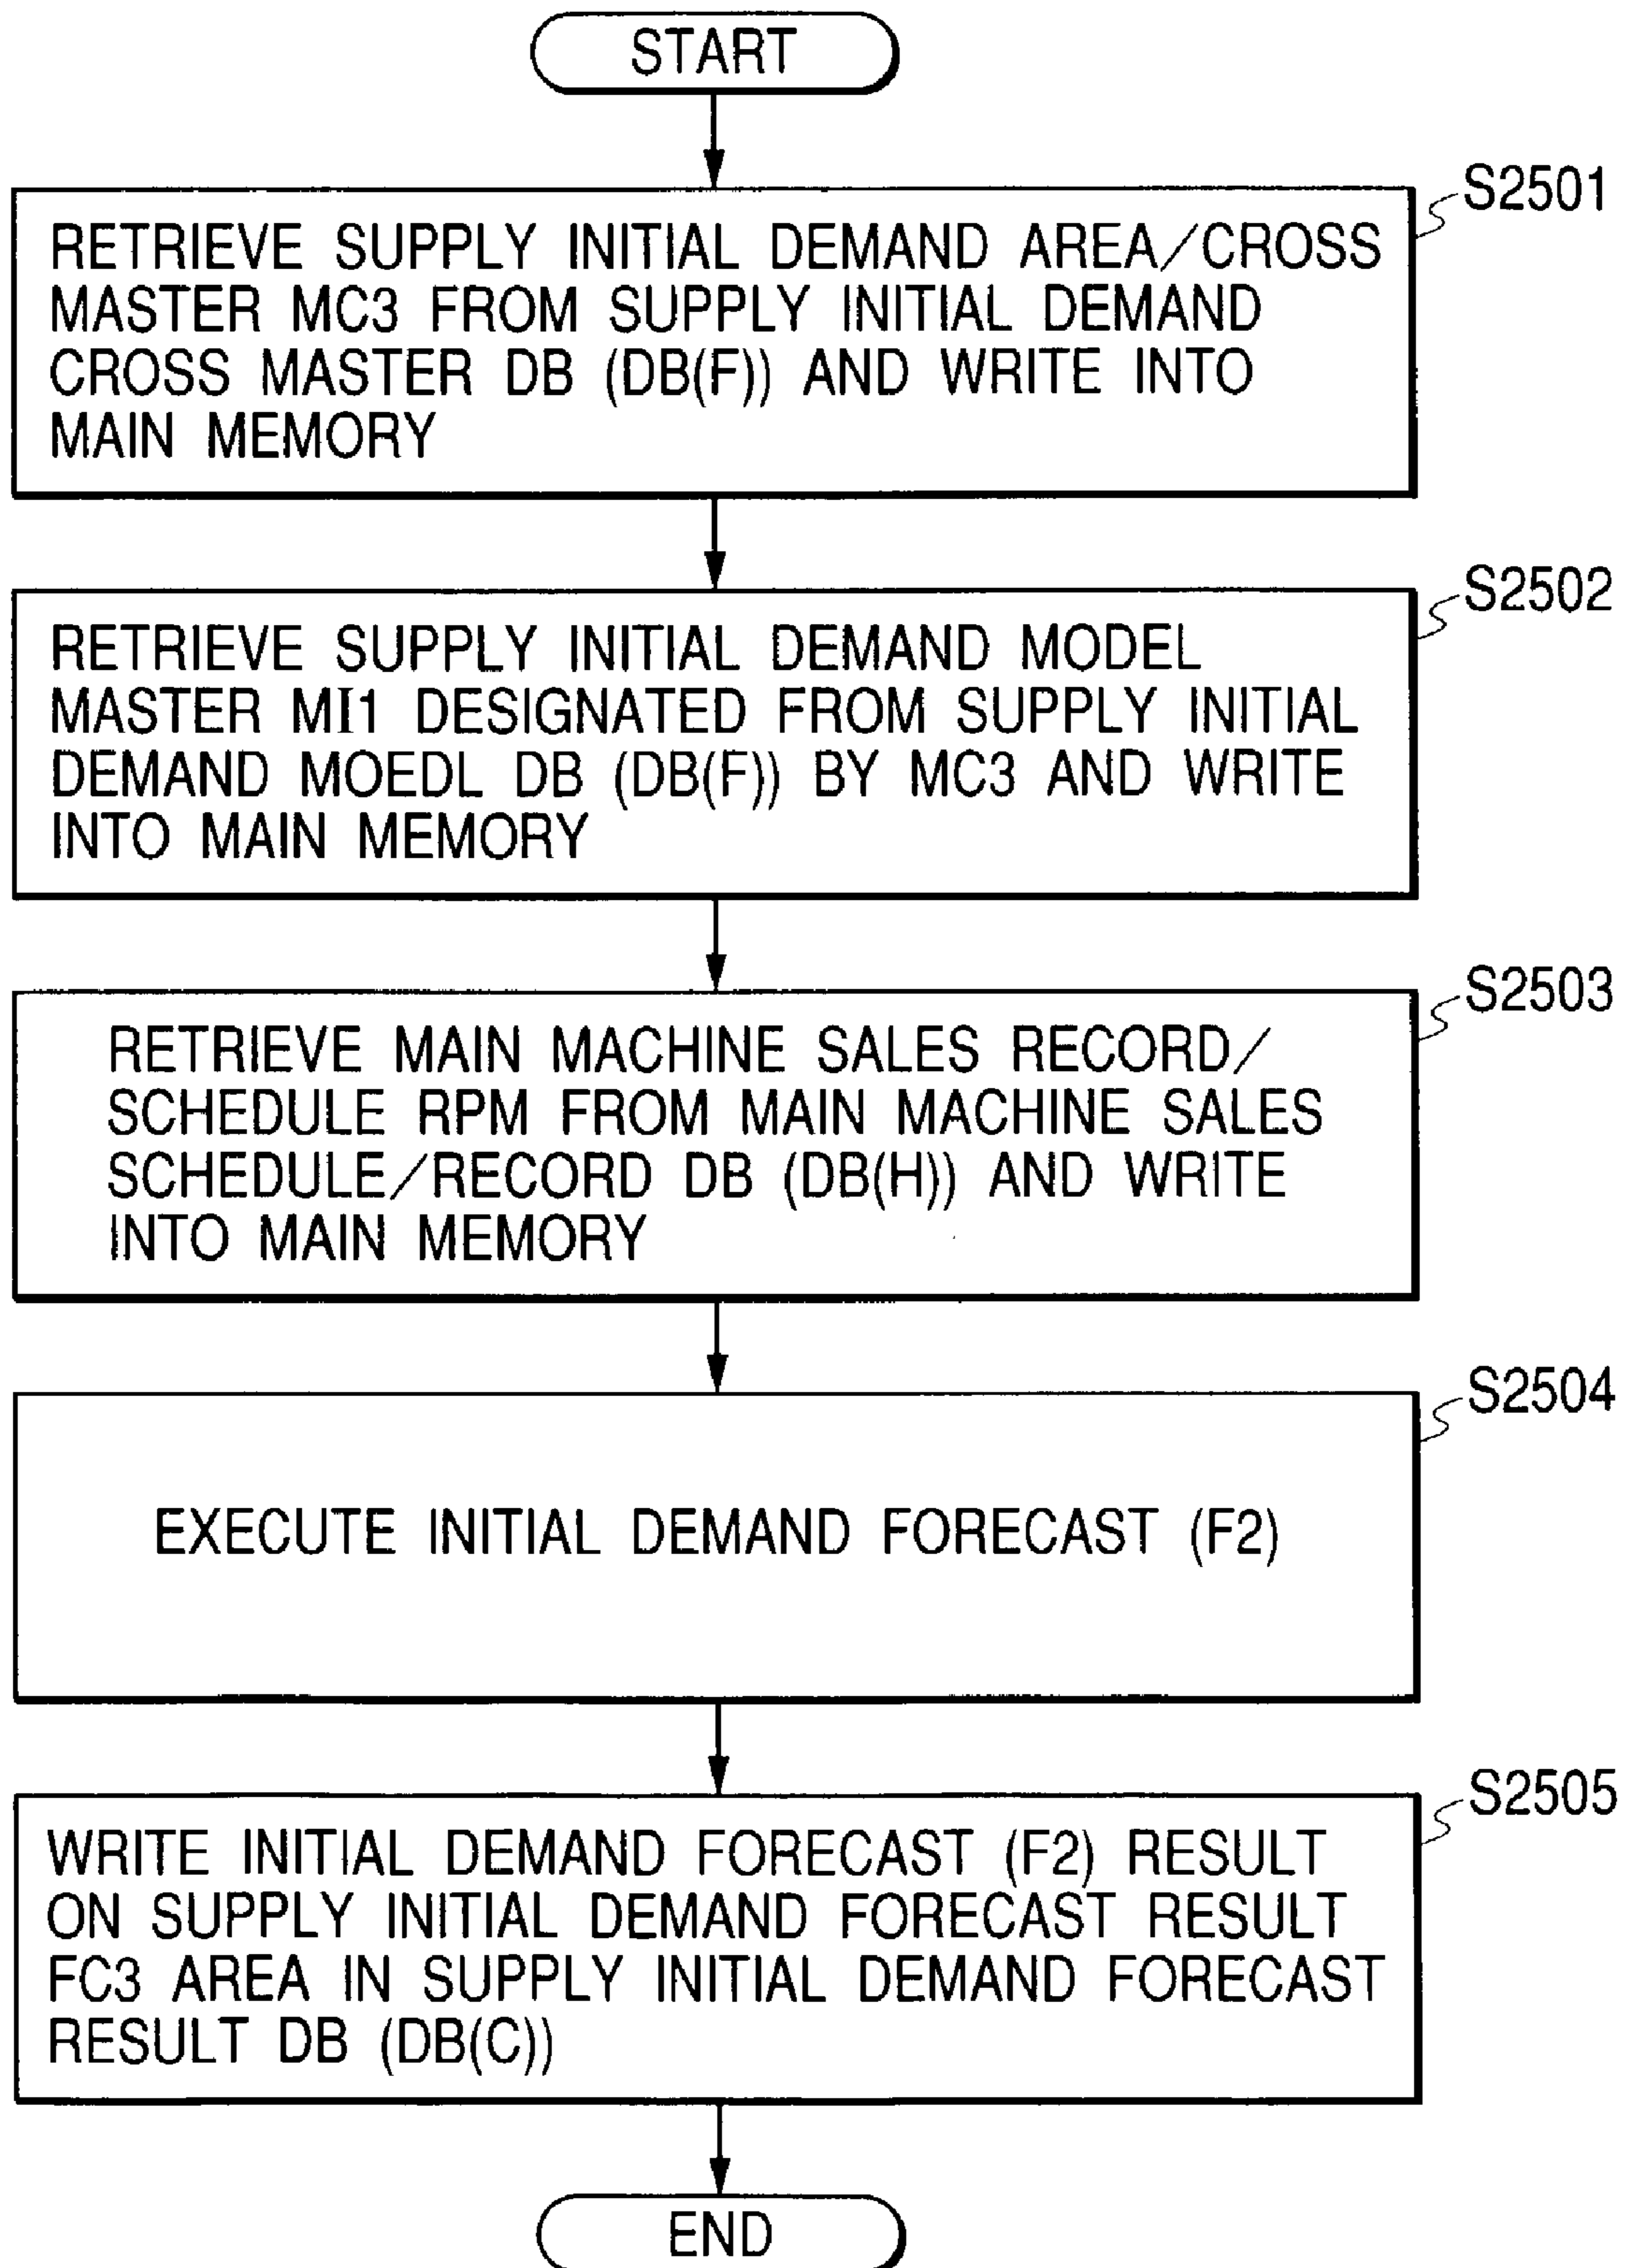 START
S2501
RETRIEVE SUPPLY INITIAL DEMAND AREA/CROSS
MASTER MC3 FROM SUPPLY INITIAL DEMAND
CROSS MASTER DB (DB(F)) AND WRITE INTO
MAIN MEMORY
S2502
RETRIEVE SUPPLY INITIAL DEMAND MODEL
MASTER MI1 DESIGNATED FROM SUPPLY INITIAL
DEMAND MOEDL DB (DB(F)) BY MC3 AND WRITE
INTO MAIN MEMORY
S2503
RETRIEVE MAIN MACHINE SALES RECORD/
SCHEDULE RPM FROM MAIN MACHINE SALES
SCHEDULE/RECORD DB (DB(H)) AND WRITE
INTO MAIN MEMORY
S2504
EXECUTE INITIAL DEMAND FORECAST (F2)
S2505
WRITE INITIAL DEMAND FORECAST (F2) RESULT
ON SUPPLY INITIAL DEMAND FORECAST RESULT
FC3 AREA IN SUPPLY INITIAL DEMAND FORECAST
RESULT DB (DB(C))
END